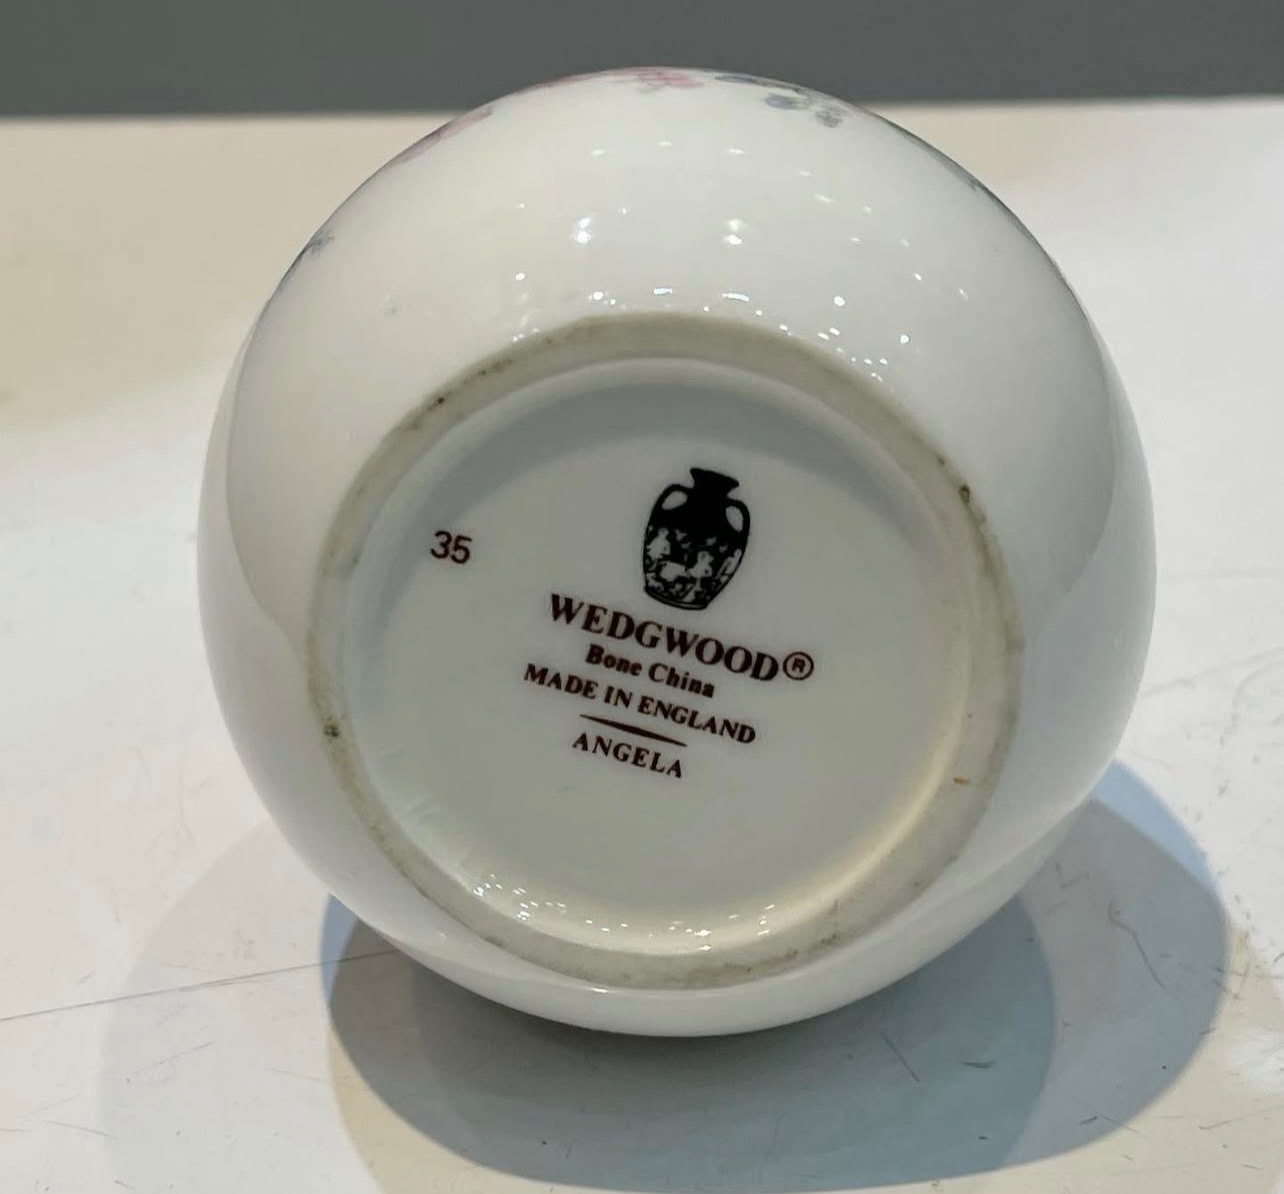 35
WEDGWOOD®
Bone China
MADE IN ENGLAND
ANGELA